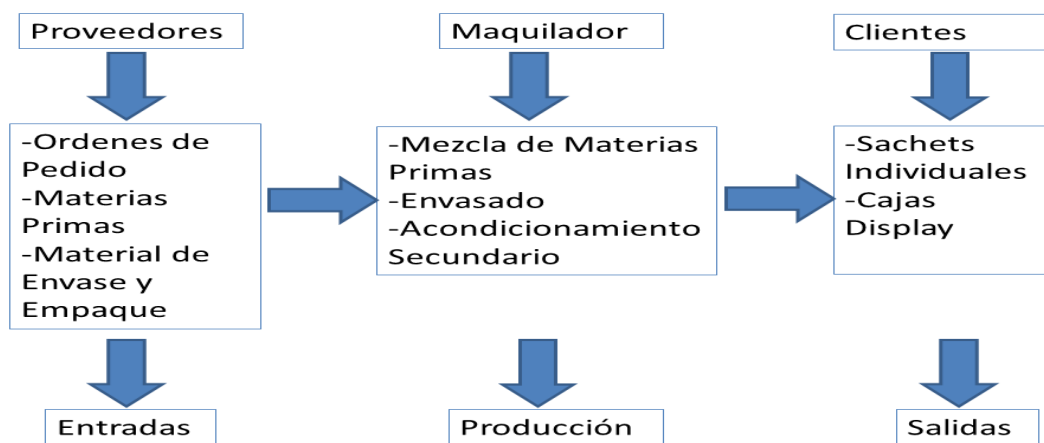 Proveedores
Maquilador
Clientes
-Ordenes de
Pedido
-Materias
Primas
-Material de
Envase y
Empaque
-Mezcla de Materias
Primas
-Envasado
-Acondicionamiento
Secundario
-Sachets
Individuales
-Cajas
Display
Entradas
Producción
Salidas